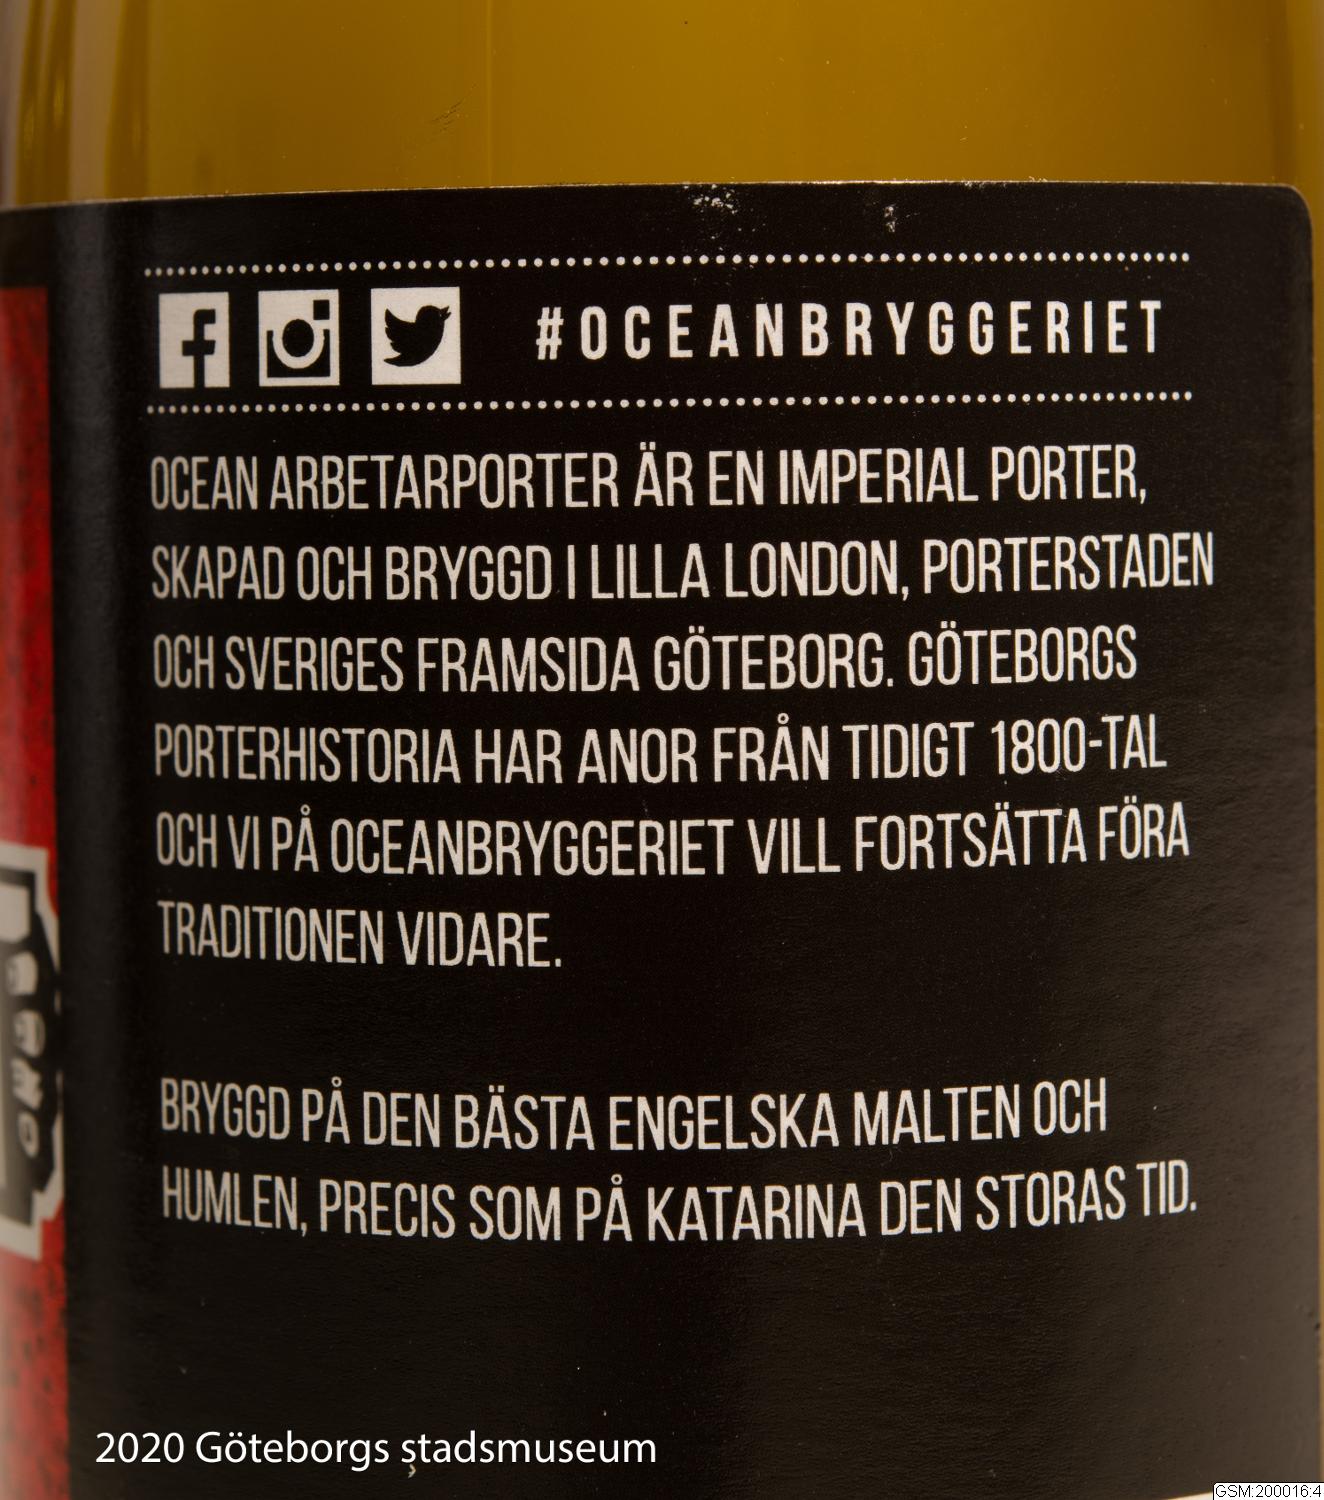 #OCEANBRYGGERIET
OCEAN ARBETARPORTER ÄR EN IMPERIAL PORTER,
SKAPAD OCH BRYGGD I LILLA LONDON, PORTERSTADEN
OCH SVERIGES FRAMSIDA GÖTEBORG. GÖTEBORGS
PORTERHISTORIA HAR ANOR FRÅN TIDIGT 1800-TAL
OCH VI PÅ OCEANBRYGGERIET VILL FORTSÄTTA FÖRA
TRADITIONEN VIDARE.
BRYGGD PÅ DEN BÄSTA ENGELSKA MALTEN OCH
HUMLEN, PRECIS SOM PÅ KATARINA DEN STORAS TID.
2020 Göteborgs stadsmuseum
GSM:200016:4